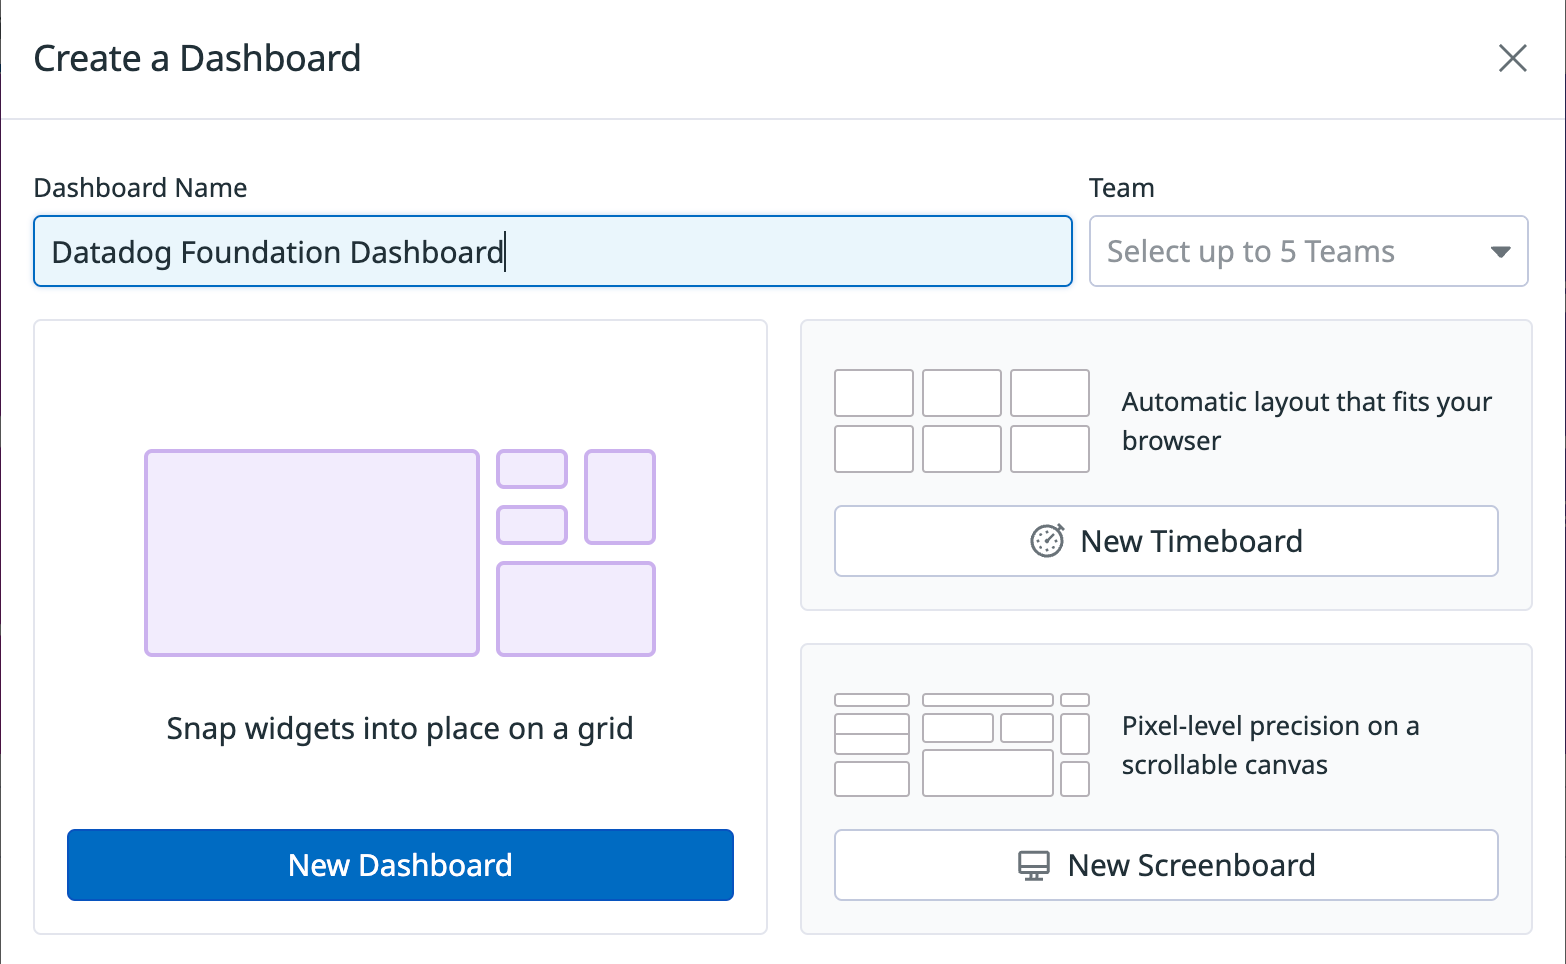 Create a Dashboard
Dashboard Name
Team
Datadog Foundation Dashboard
Select up to 5 Teams
Snap widgets into place on a grid
New Dashboard
Automatic layout that fits your
browser
New Timeboard
Pixel-level precision on a
scrollable canvas
New Screenboard